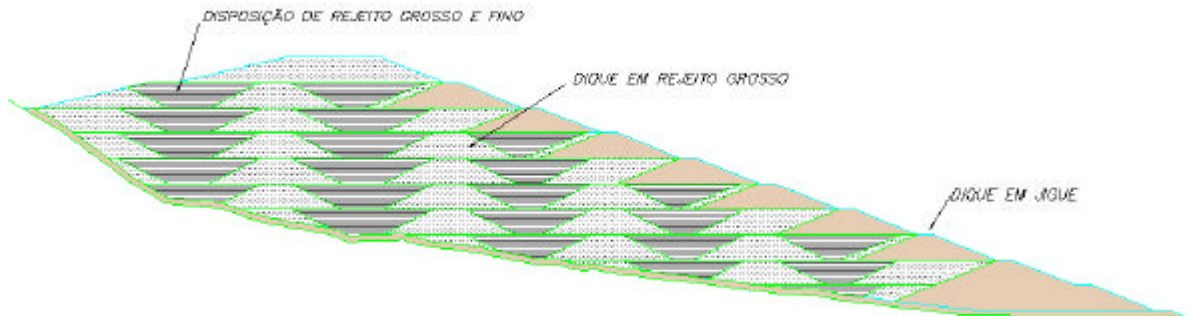 DISPOSIÇÃO DE REJEITO GROSSO E FINO
DIQUE EM REJEITO GROSSO
DIQUE EM JIGUE